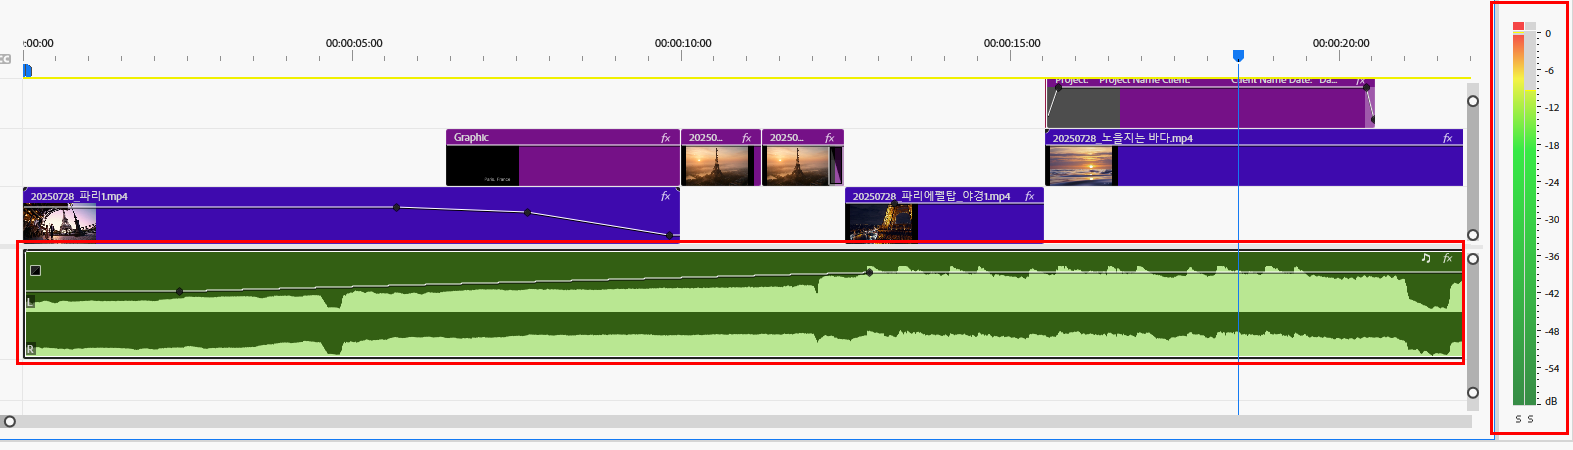 :00:00 00:00:05:00 00:00:10:00 00:00:15:00 00:00:20:00
Project: Project Name Client: Client Name Date: Da... fx
Graphic fx 20250... fx 20250... fx 20250728_노을지는 바다.mp4 fx
Paris, France
20250728_파리1.mp4 fx 20250728_파리에펠탑_야경1.mp4 fx
fx
L
R
0
-6
-12
-18
-24
-30
-36
-42
-48
-54
dB
S S